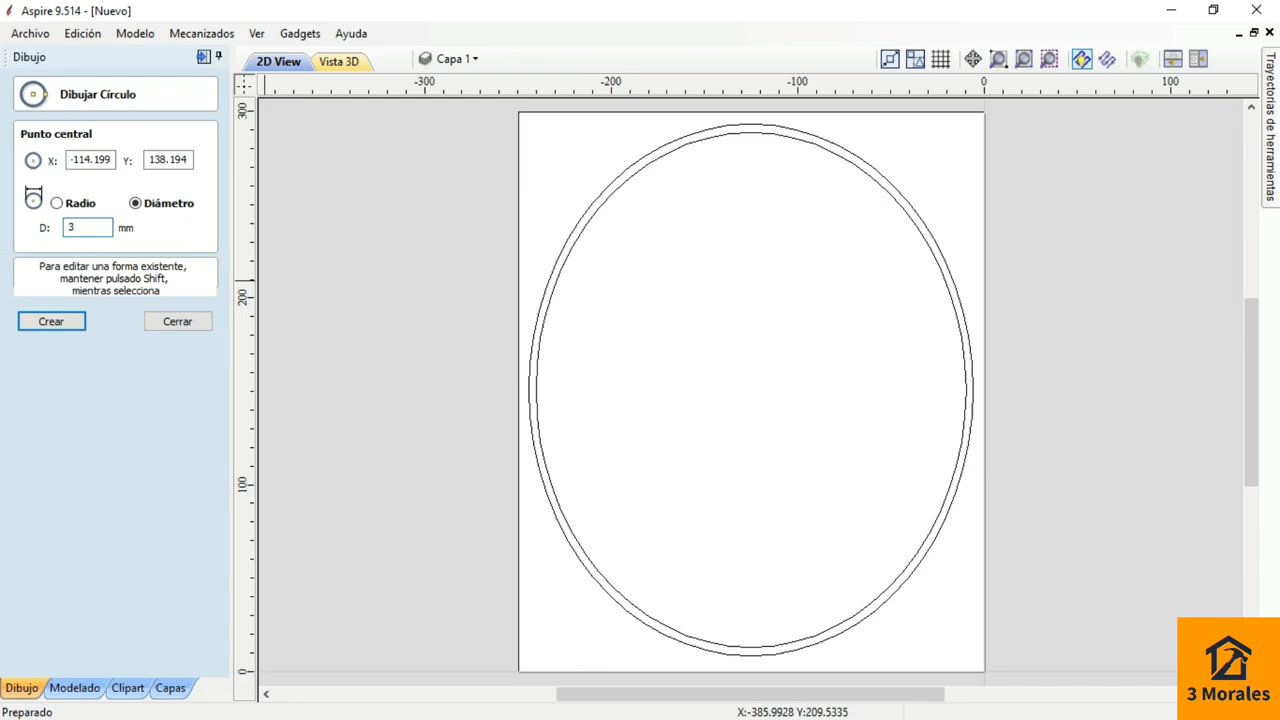 Aspire 9.514 - [Nuevo]
Archivo Edición Modelo Mecanizados Ver Gadgets Ayuda
Dibujo
2D View Vista 3D Capa 1
Dibujar Círculo
-300 -200 -100 0 100
Punto central
X: -114.199 Y: 138.194
Radio Diámetro
D: 3 mm
Para editar una forma existente,
mantener pulsado Shift,
mientras selecciona
Crear Cerrar
300
200
100
0
Trayectorias de herramientas
Dibujo Modelado Clipart Capas
Preparado
X:-385.9928 Y:209.5335
3 Morales